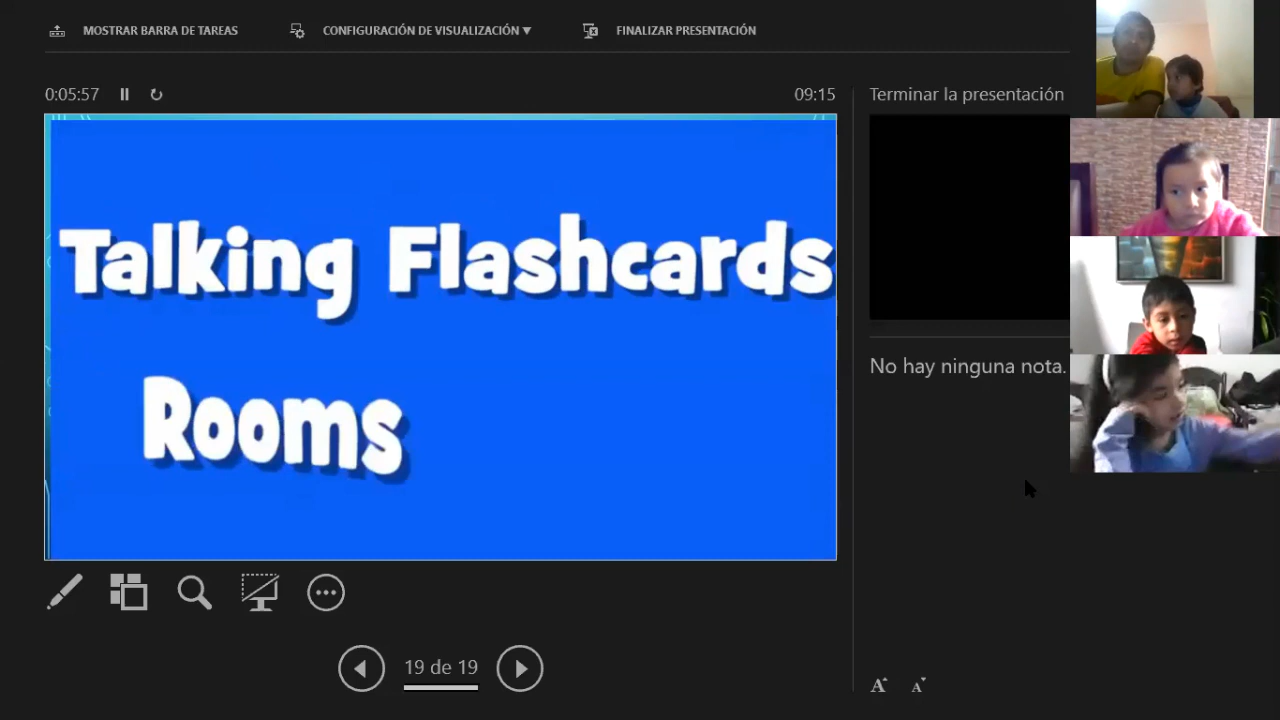 MOSTRAR BARRA DE TAREAS
CONFIGURACIÓN DE VISUALIZACIÓN ▼
FINALIZAR PRESENTACIÓN
0:05:57
09:15
Terminar la presentación
Talking Flashcards
Rooms
No hay ninguna nota.
19 de 19
A A